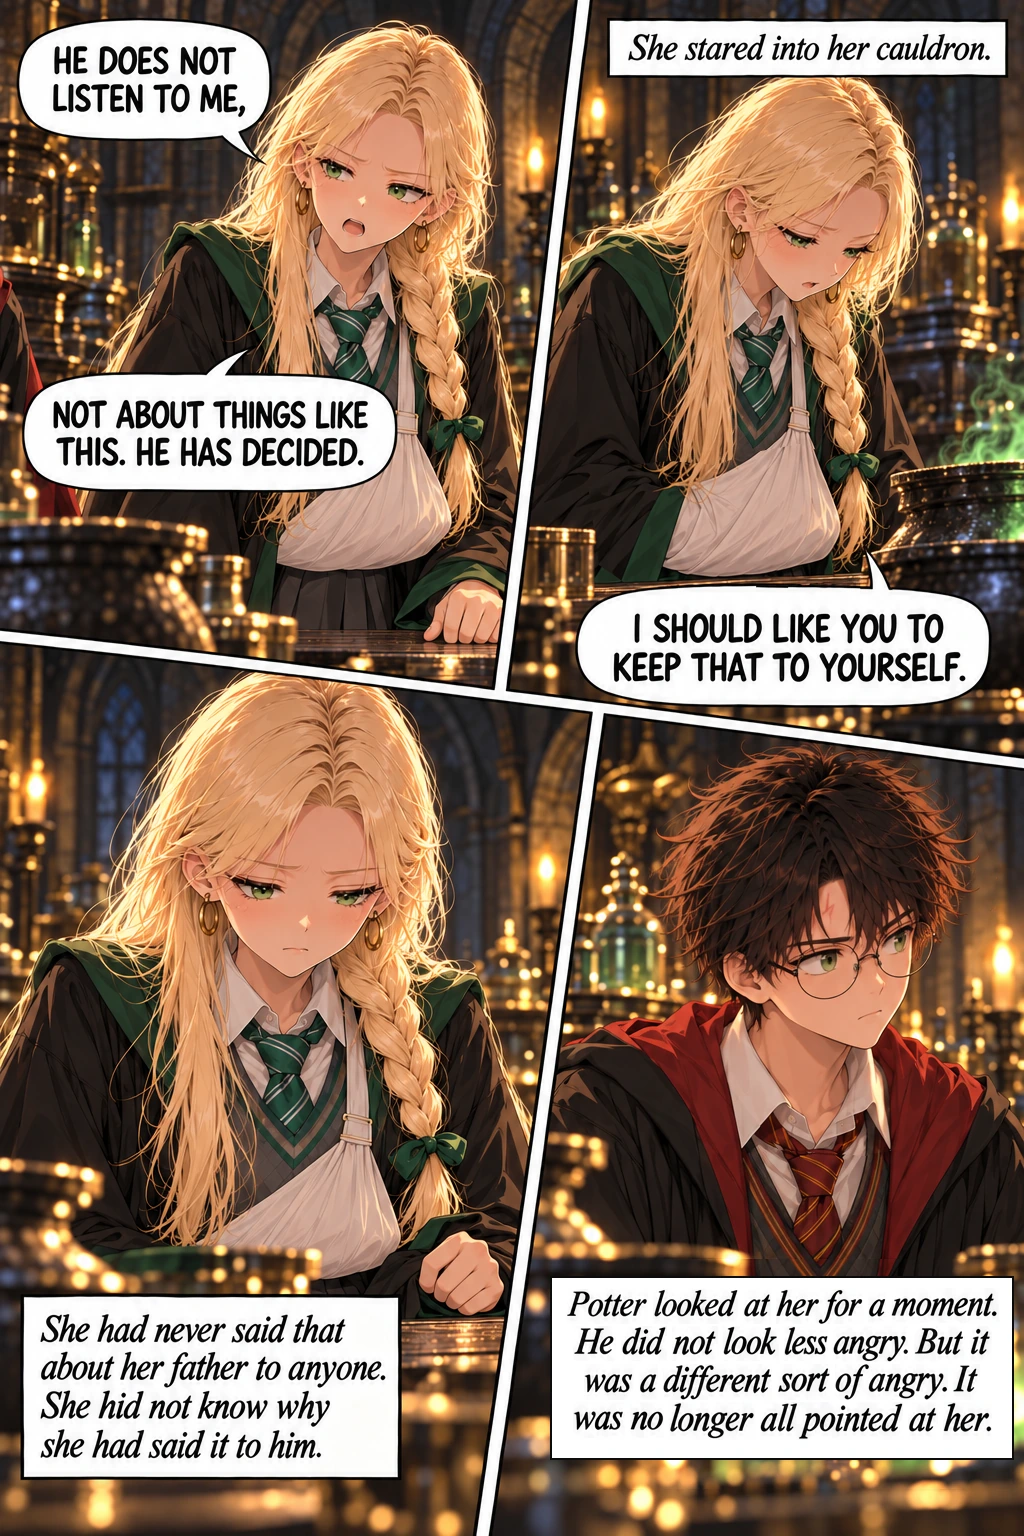 HE DOES NOT
LISTEN TO ME,
NOT ABOUT THINGS LIKE
THIS. HE HAS DECIDED.
She stared into her cauldron.
I SHOULD LIKE YOU TO
KEEP THAT TO YOURSELF.
She had never said that
about her father to anyone.
She hid not know why
she had said it to him.
Potter looked at her for a moment.
He did not look less angry. But it
was a different sort of angry. It
was no longer all pointed at her.